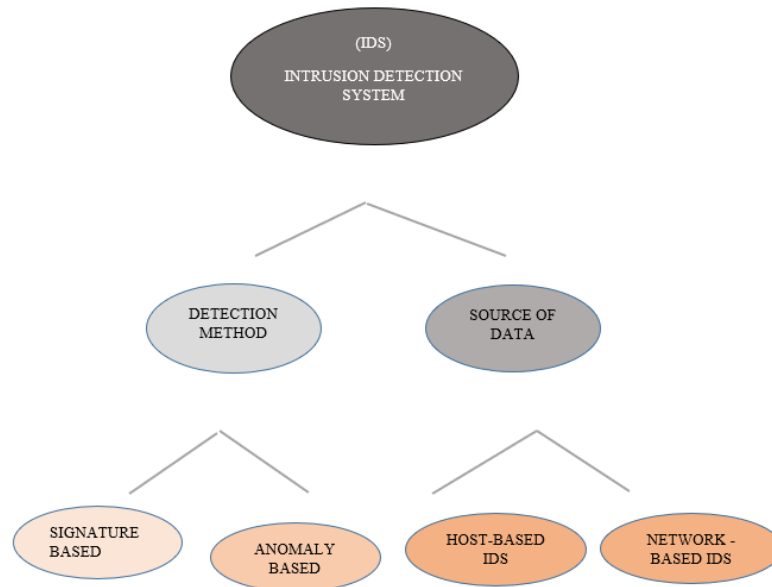 (IDS)
INTRUSION DETECTION
SYSTEM
DETECTION
METHOD
SOURCE OF
DATA
SIGNATURE
BASED
ANOMALY
BASED
HOST-BASED
IDS
NETWORK -
BASED IDS